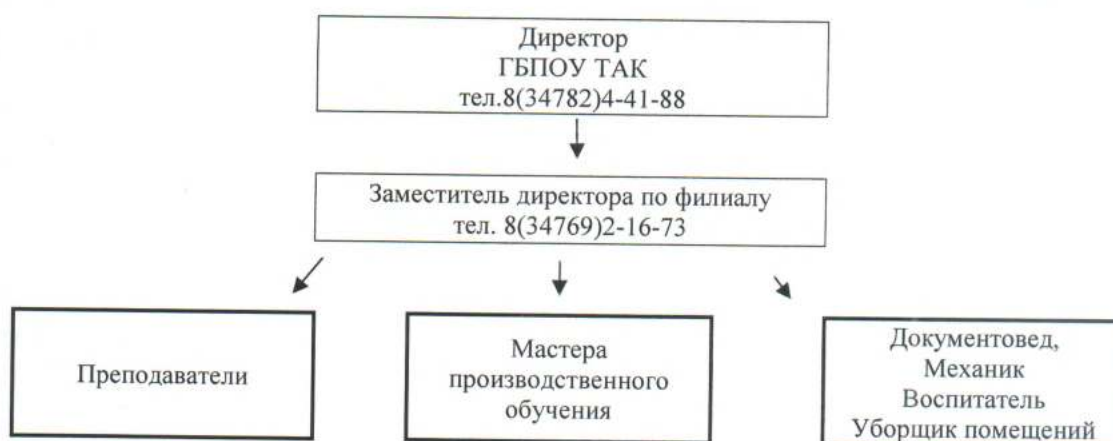 Директор
ГБПОУ ТАК
тел.8(34782)4-41-88
Заместитель директора по филиалу
тел. 8(34769)2-16-73
Преподаватели
Мастера
производственного
обучения
Документовед,
Механик
Воспитатель
Уборщик помещений